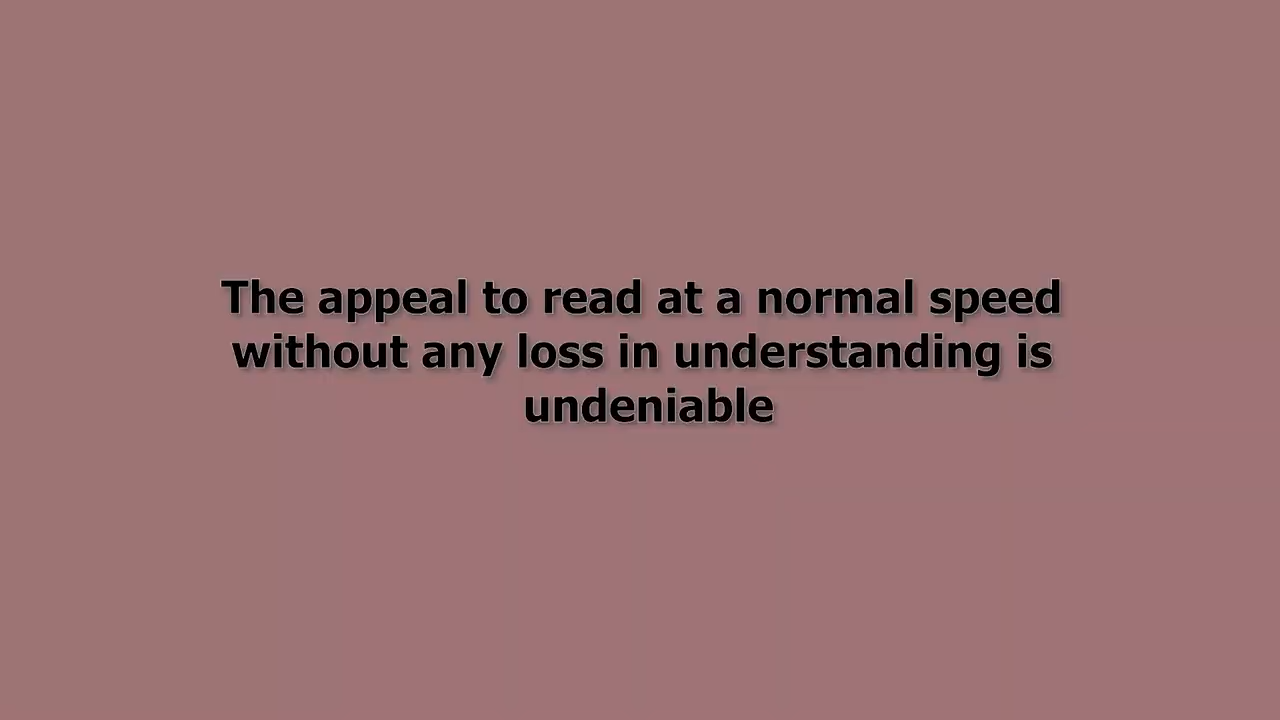 The appeal to read at a normal speed
without any loss in understanding is
undeniable